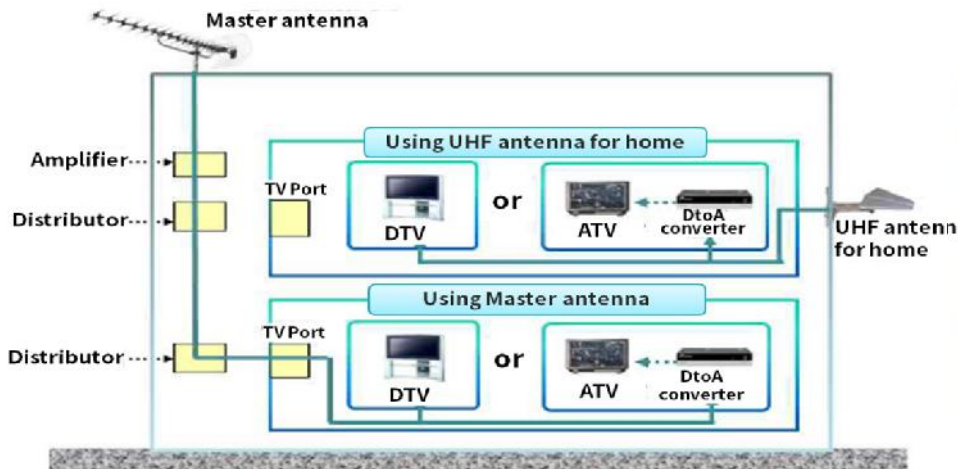 Master antenna
Using UHF antenna for home
Amplifier
TV Port
Distributor
DTV
or
ATV
DtoA
converter
UHF antenn
for home
Using Master antenna
TV Port
Distributor
DTV
or
ATV
DtoA
converter